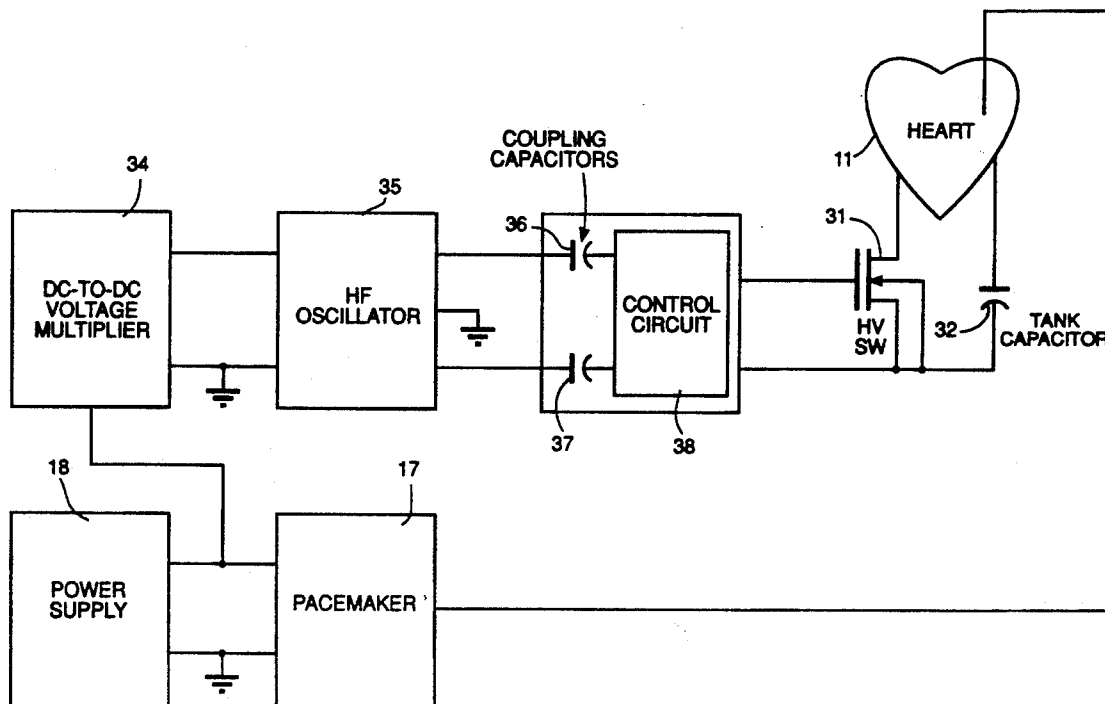 HEART
11
COUPLING
CAPACITORS
34
35
36
31
DC-TO-DC
VOLTAGE
MULTIPLIER
HF
OSCILLATOR
CONTROL
CIRCUIT
HV
SW
32
TANK
CAPACITOR
37
38
18
17
POWER
SUPPLY
PACEMAKER